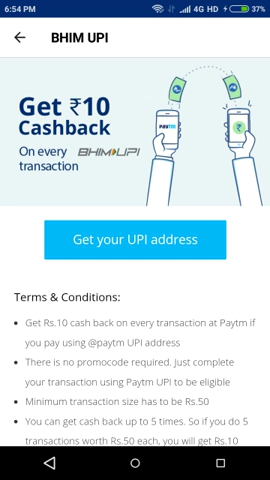 6:54 PM 4G HD 37%
BHIM UPI
Get ₹10
Cashback
On every BHIM UPI
transaction
PAYTM
₹
Get your UPI address
Terms & Conditions:
• Get Rs.10 cash back on every transaction at Paytm if
you pay using @paytm UPI address
• There is no promocode required. Just complete
your transaction using Paytm UPI to be eligible
• Minimum transaction size has to be Rs.50
• You can get cash back up to 5 times. So if you do 5
transactions worth Rs.50 each, you will get Rs.10